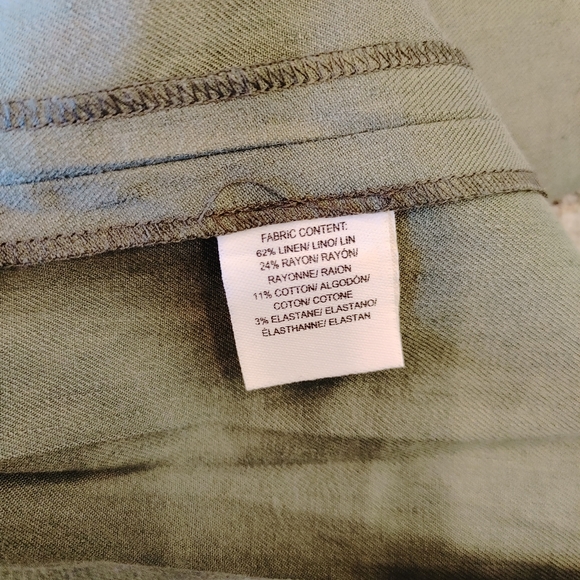 FABRIC CONTENT:
62% LINEN/ LINO/ LIN
24% RAYON/ RAYÓN/
RAYONNE/ RAION
11% COTTON/ ALGODÓN/
COTON/ COTONE
3% ELASTANE/ ELASTANO/
ÉLASTHANNE/ ELASTAN